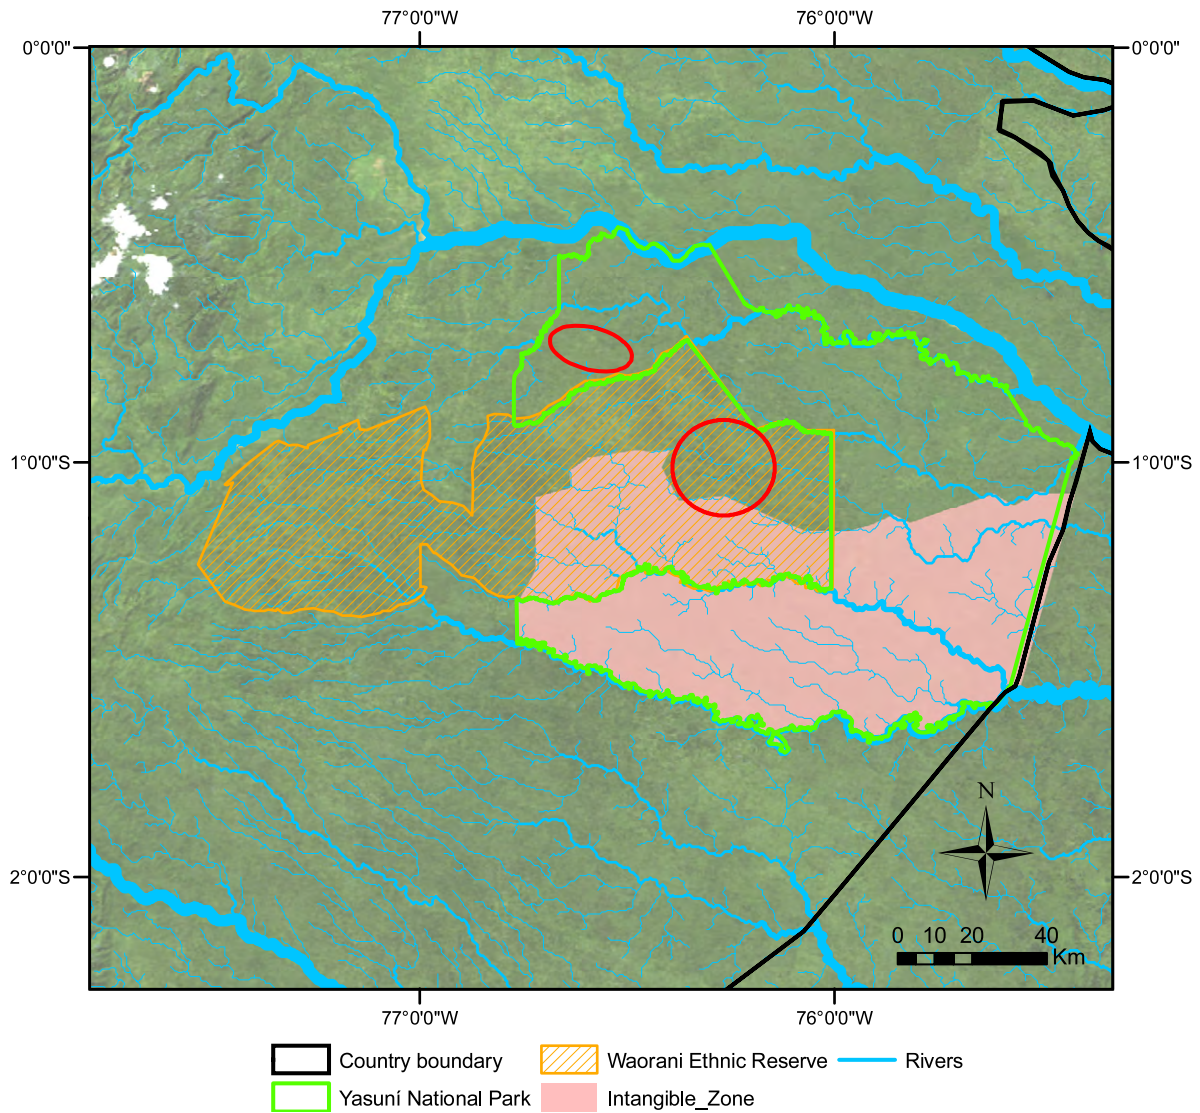 77°0'0"W 76°0'0"W
0°0'0" 0°0'0"
1°0'0"S 1°0'0"S
N
2°0'0"S 2°0'0"S
0 10 20 40
Km
77°0'0"W 76°0'0"W
Country boundary Waorani Ethnic Reserve Rivers
Yasuní National Park Intangible_Zone